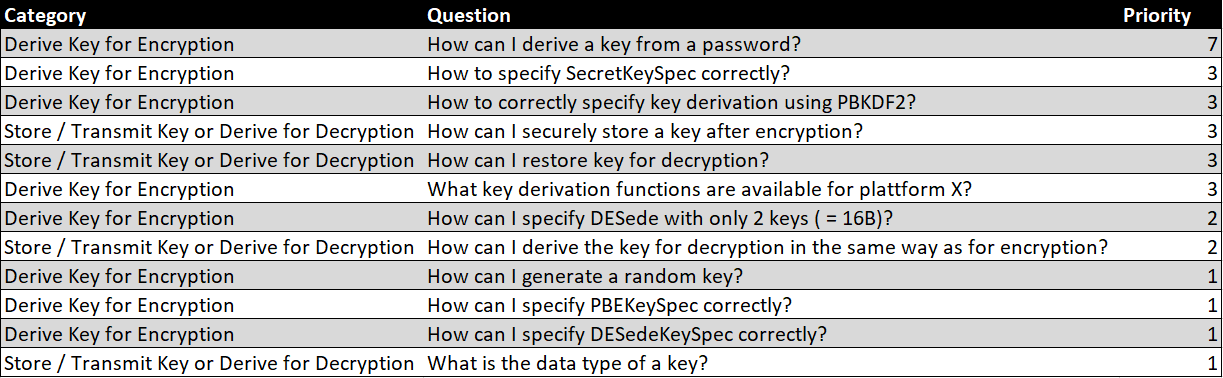 Category Question Priority
Derive Key for Encryption How can I derive a key from a password? 7
Derive Key for Encryption How to specify SecretKeySpec correctly? 3
Derive Key for Encryption How to correctly specify key derivation using PBKDF2? 3
Store / Transmit Key or Derive for Decryption How can I securely store a key after encryption? 3
Store / Transmit Key or Derive for Decryption How can I restore key for decryption? 3
Derive Key for Encryption What key derivation functions are available for plattform X? 3
Derive Key for Encryption How can I specify DESede with only 2 keys ( = 16B)? 2
Store / Transmit Key or Derive for Decryption How can I derive the key for decryption in the same way as for encryption? 2
Derive Key for Encryption How can I generate a random key? 1
Derive Key for Encryption How can I specify PBEKeySpec correctly? 1
Derive Key for Encryption How can I specify DESedeKeySpec correctly? 1
Store / Transmit Key or Derive for Decryption What is the data type of a key? 1